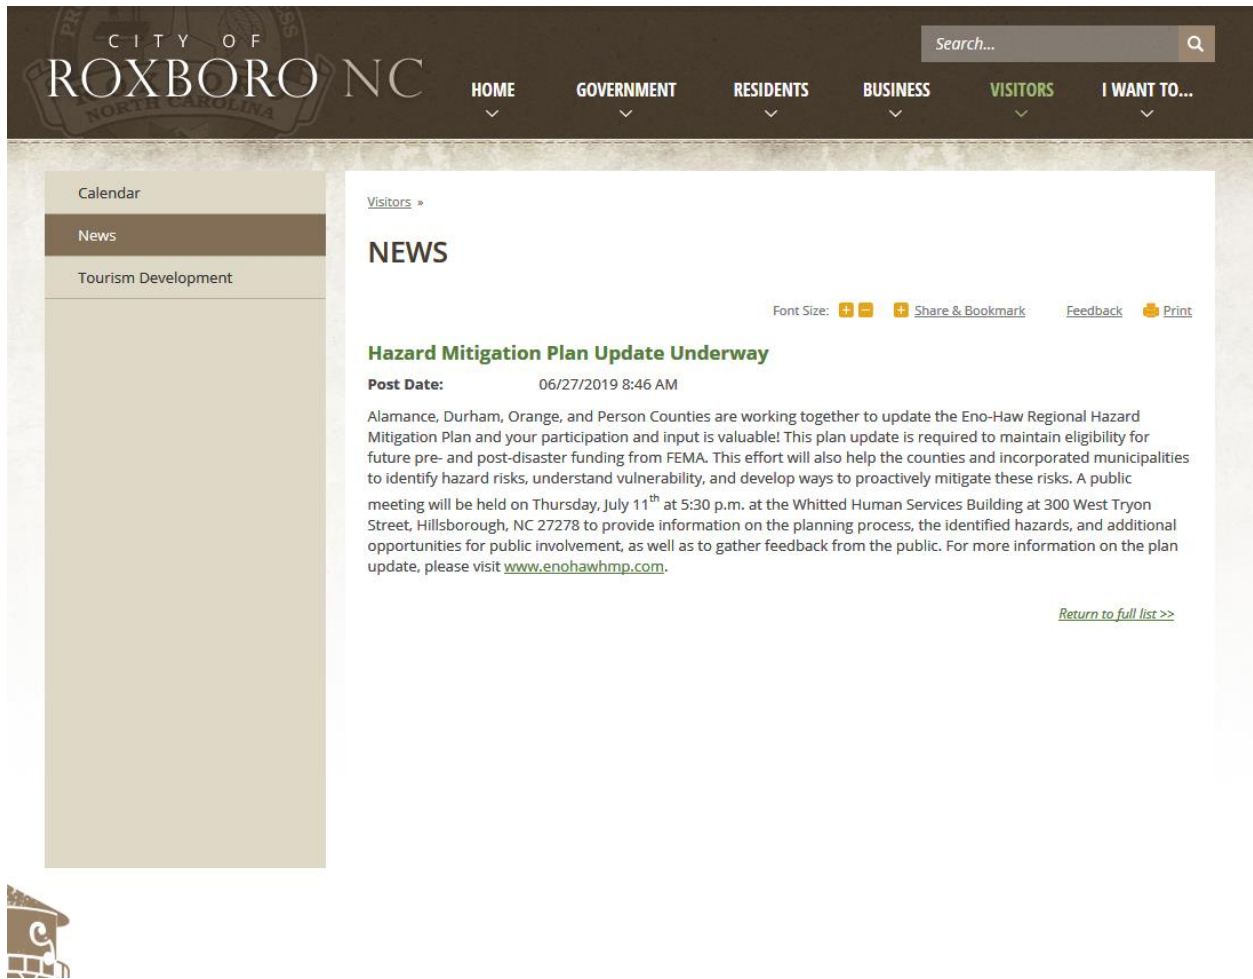 CITY OF
ROXBORO NC
NORTH CAROLINA
Search...
HOME
GOVERNMENT
RESIDENTS
BUSINESS
VISITORS
I WANT TO...
Calendar
News
Tourism Development
Visitors »
NEWS
Font Size: + − + Share & Bookmark Feedback Print
Hazard Mitigation Plan Update Underway
Post Date: 06/27/2019 8:46 AM
Alamance, Durham, Orange, and Person Counties are working together to update the Eno-Haw Regional Hazard
Mitigation Plan and your participation and input is valuable! This plan update is required to maintain eligibility for
future pre- and post-disaster funding from FEMA. This effort will also help the counties and incorporated municipalities
to identify hazard risks, understand vulnerability, and develop ways to proactively mitigate these risks. A public
meeting will be held on Thursday, July 11th at 5:30 p.m. at the Whitted Human Services Building at 300 West Tryon
Street, Hillsborough, NC 27278 to provide information on the planning process, the identified hazards, and additional
opportunities for public involvement, as well as to gather feedback from the public. For more information on the plan
update, please visit www.enohawhmp.com.
Return to full list >>